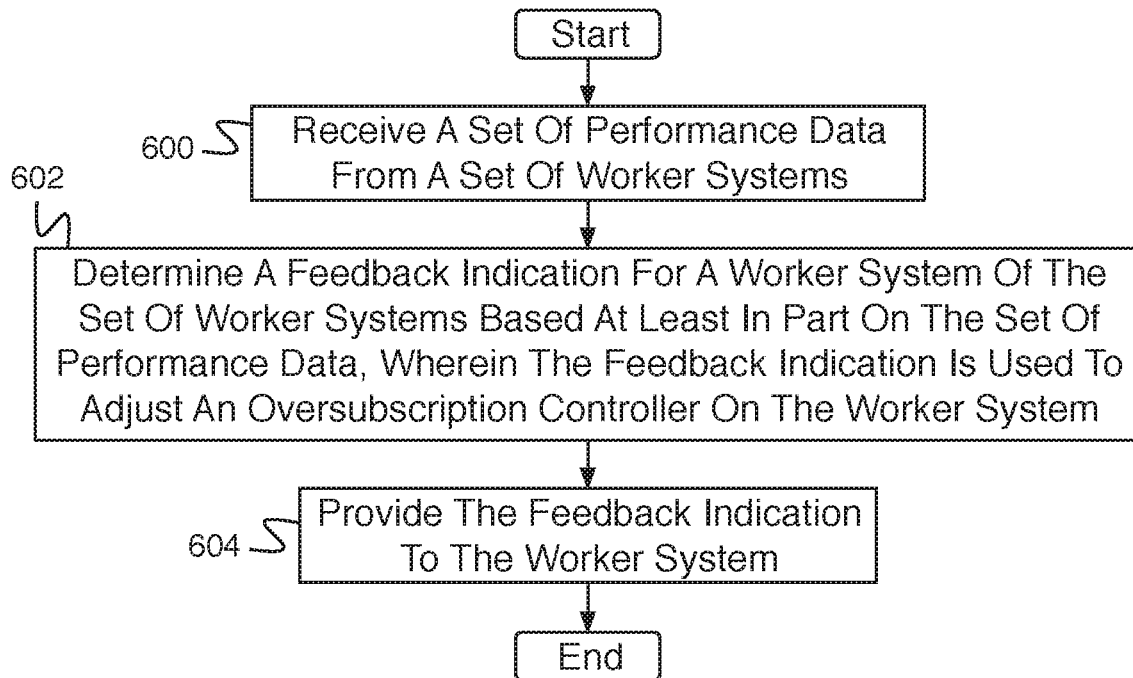 Start
600
Receive A Set Of Performance Data
From A Set Of Worker Systems
602
Determine A Feedback Indication For A Worker System Of The
Set Of Worker Systems Based At Least In Part On The Set Of
Performance Data, Wherein The Feedback Indication Is Used To
Adjust An Oversubscription Controller On The Worker System
604
Provide The Feedback Indication
To The Worker System
End